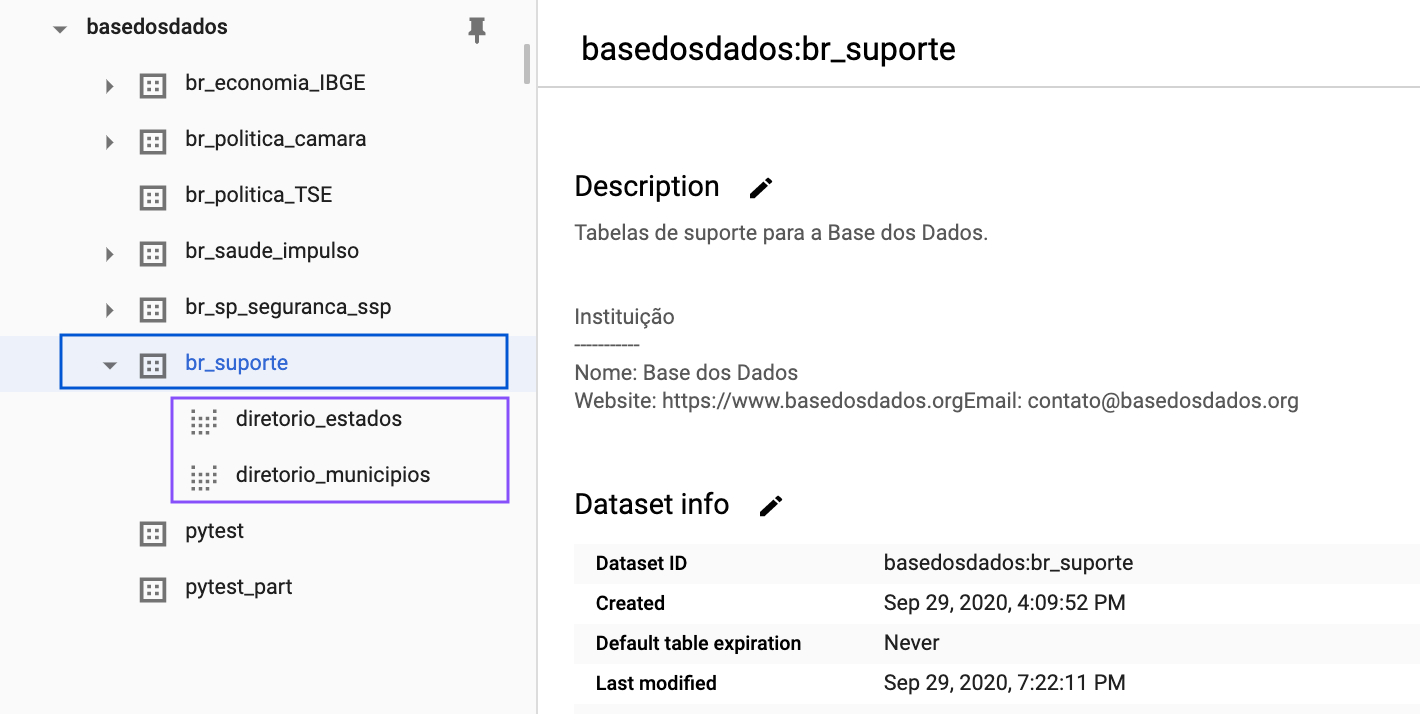 basedosdados
br_economia_IBGE
br_politica_camara
br_politica_TSE
br_saude_impulso
br_sp_seguranca_ssp
br_suporte
diretorio_estados
diretorio_municipios
pytest
pytest_part
basedosdados:br_suporte
Description
Tabelas de suporte para a Base dos Dados.
Instituição
-----------
Nome: Base dos Dados
Website: https://www.basedosdados.orgEmail: contato@basedosdados.org
Dataset info
Dataset ID basedosdados:br_suporte
Created Sep 29, 2020, 4:09:52 PM
Default table expiration Never
Last modified Sep 29, 2020, 7:22:11 PM